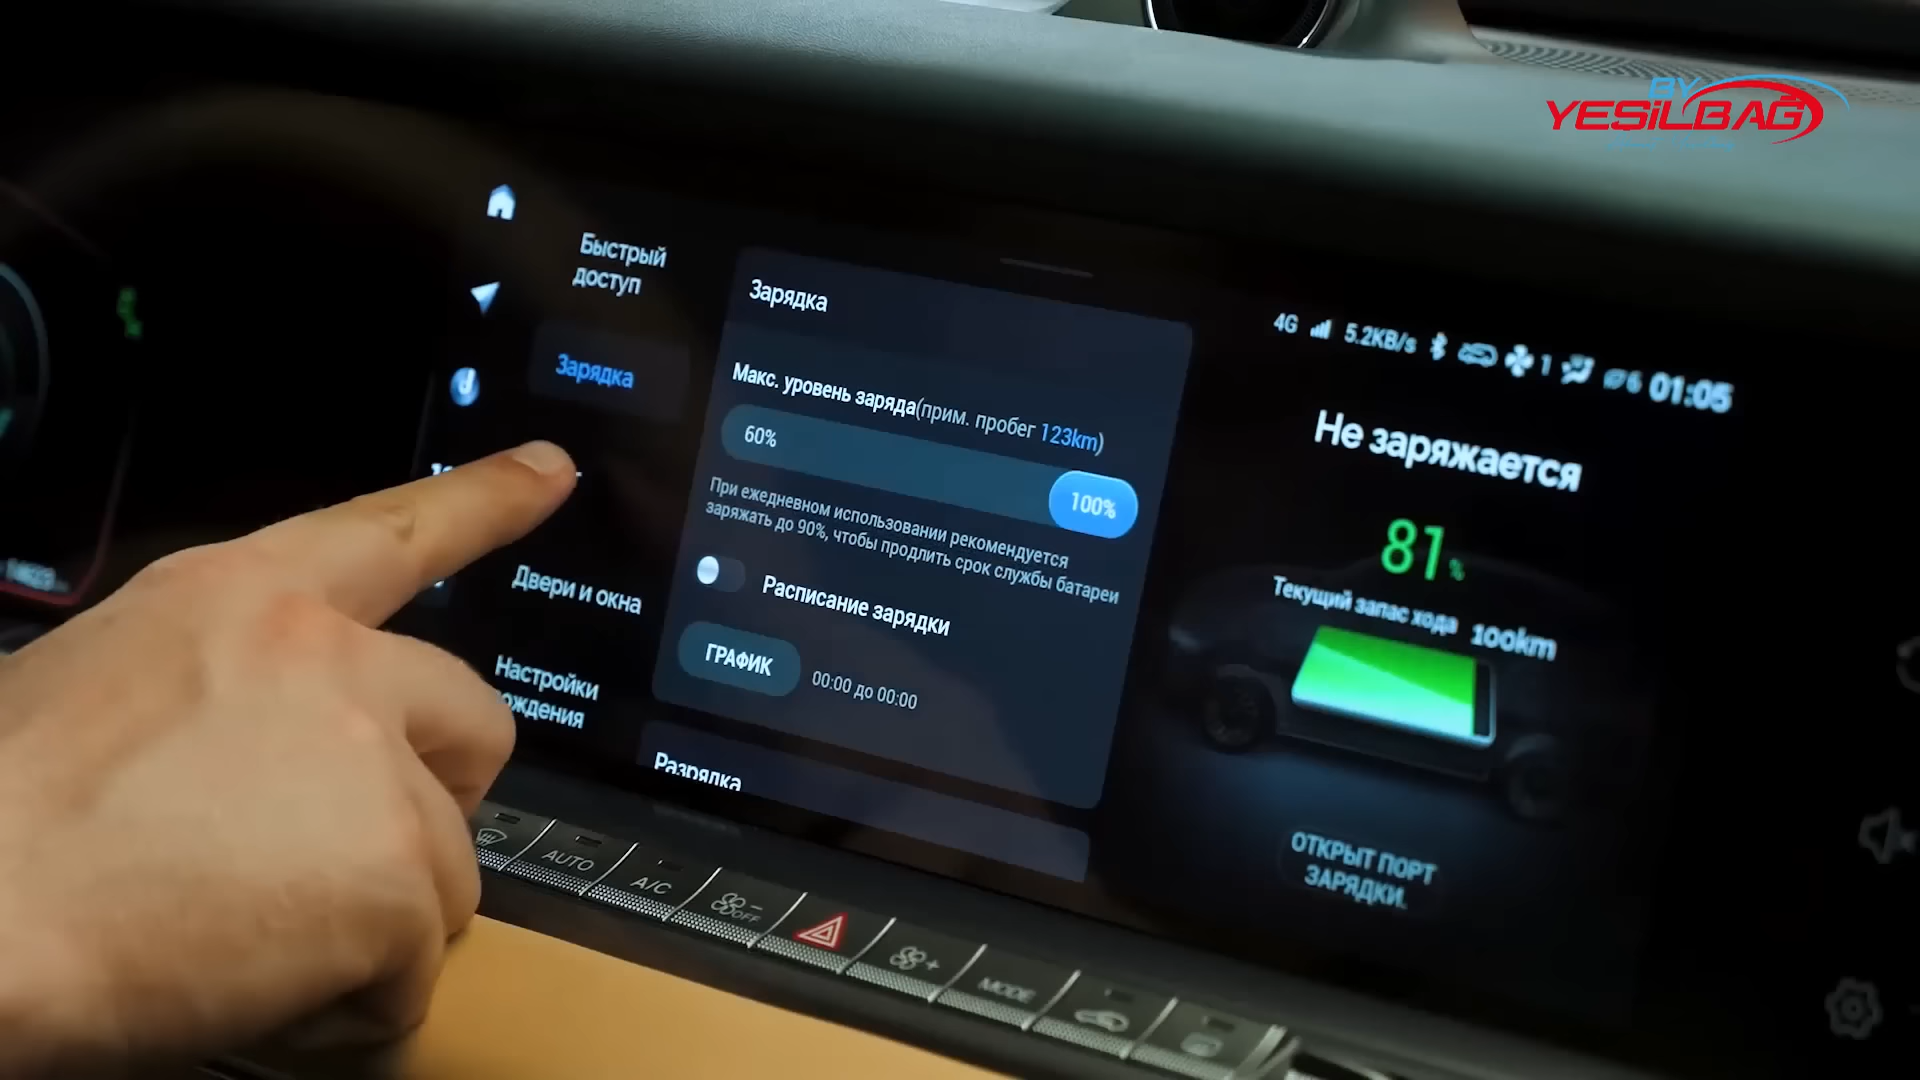 BY
YESİLBAĞ
Быстрый
доступ
Зарядка
Двери и окна
Настройки
Зарядка
Макс. уровень заряда(прим. пробег 123km)
60%
100%
При ежедневном использовании рекомендуется
заряжать до 90%, чтобы продлить срок службы батареи
Расписание зарядки
ГРАФИК
00:00 до 00:00
Разрядка
4G 5.2KB/s 1 6 01:05
Не заряжается
81%
Текущий запас хода 100km
ОТКРЫТ ПОРТ
ЗАРЯДКИ.
AUTO
A/C
OFF
MODE